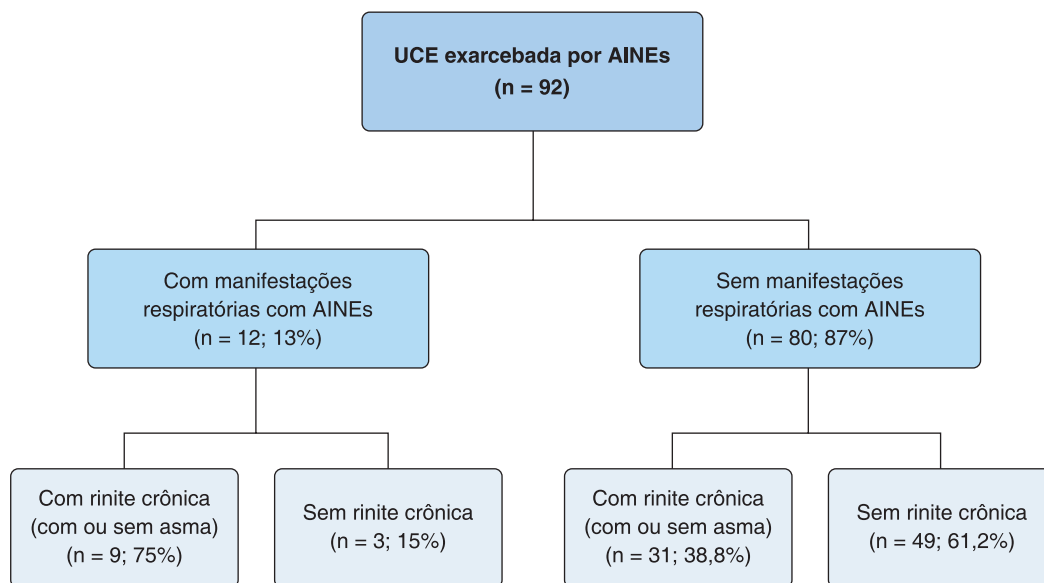 UCE exarcebada por AINEs
(n = 92)
Com manifestações
respiratórias com AINEs
(n = 12; 13%)
Sem manifestações
respiratórias com AINEs
(n = 80; 87%)
Com rinite crônica
(com ou sem asma)
(n = 9; 75%)
Sem rinite crônica
(n = 3; 15%)
Com rinite crônica
(com ou sem asma)
(n = 31; 38,8%)
Sem rinite crônica
(n = 49; 61,2%)